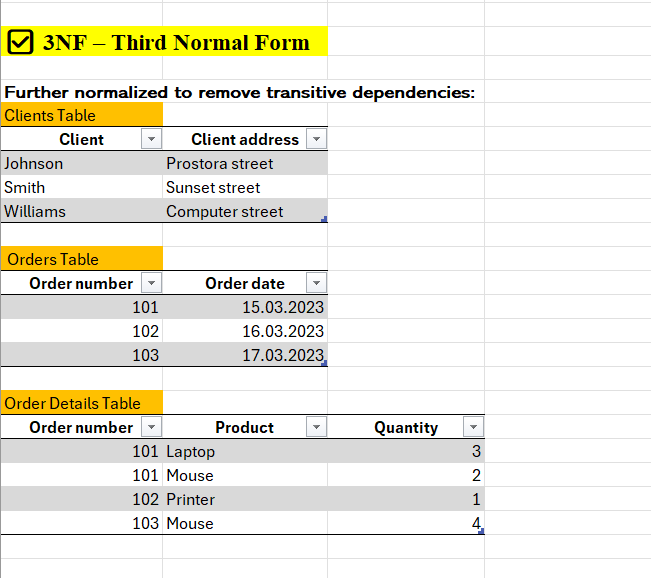 3NF – Third Normal Form
Further normalized to remove transitive dependencies:
Clients Table
Client Client address
Johnson Prostora street
Smith Sunset street
Williams Computer street
Orders Table
Order number Order date
101 15.03.2023
102 16.03.2023
103 17.03.2023
Order Details Table
Order number Product Quantity
101 Laptop 3
101 Mouse 2
102 Printer 1
103 Mouse 4